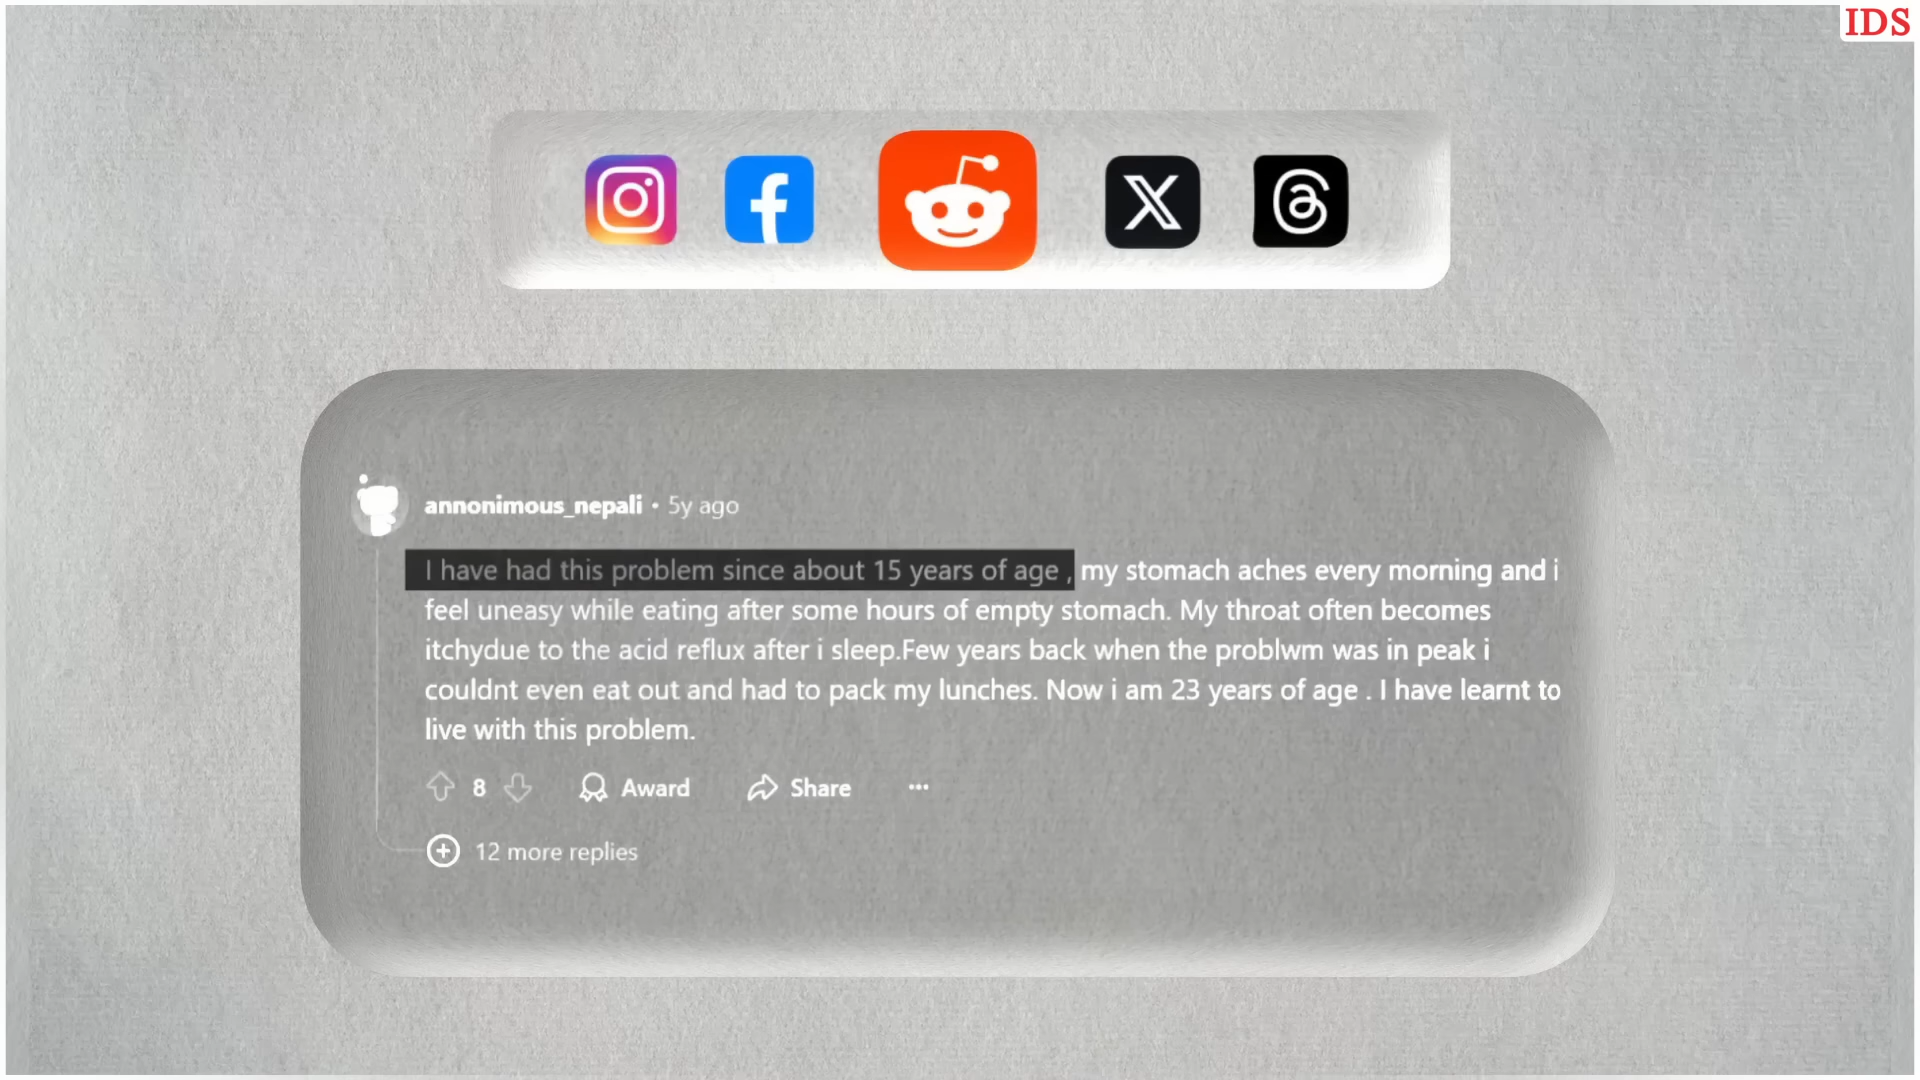 IDS
annonimous_nepali • 5y ago
I have had this problem since about 15 years of age , my stomach aches every morning and i
feel uneasy while eating after some hours of empty stomach. My throat often becomes
itchydue to the acid reflux after i sleep.Few years back when the problwm was in peak i
couldnt even eat out and had to pack my lunches. Now i am 23 years of age . I have learnt to
live with this problem.
8 Award Share ...
12 more replies